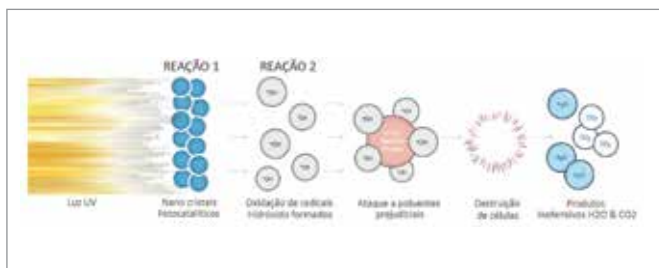 REAÇÃO 1
REAÇÃO 2
Luz UV
Nano cristais
fotocatalíticos
Oxidação de radicais
Hidróxido formados
Ataque a poluentes
prejudiciais
Destruição
de células
Produtos
inofensivos H2O & CO2